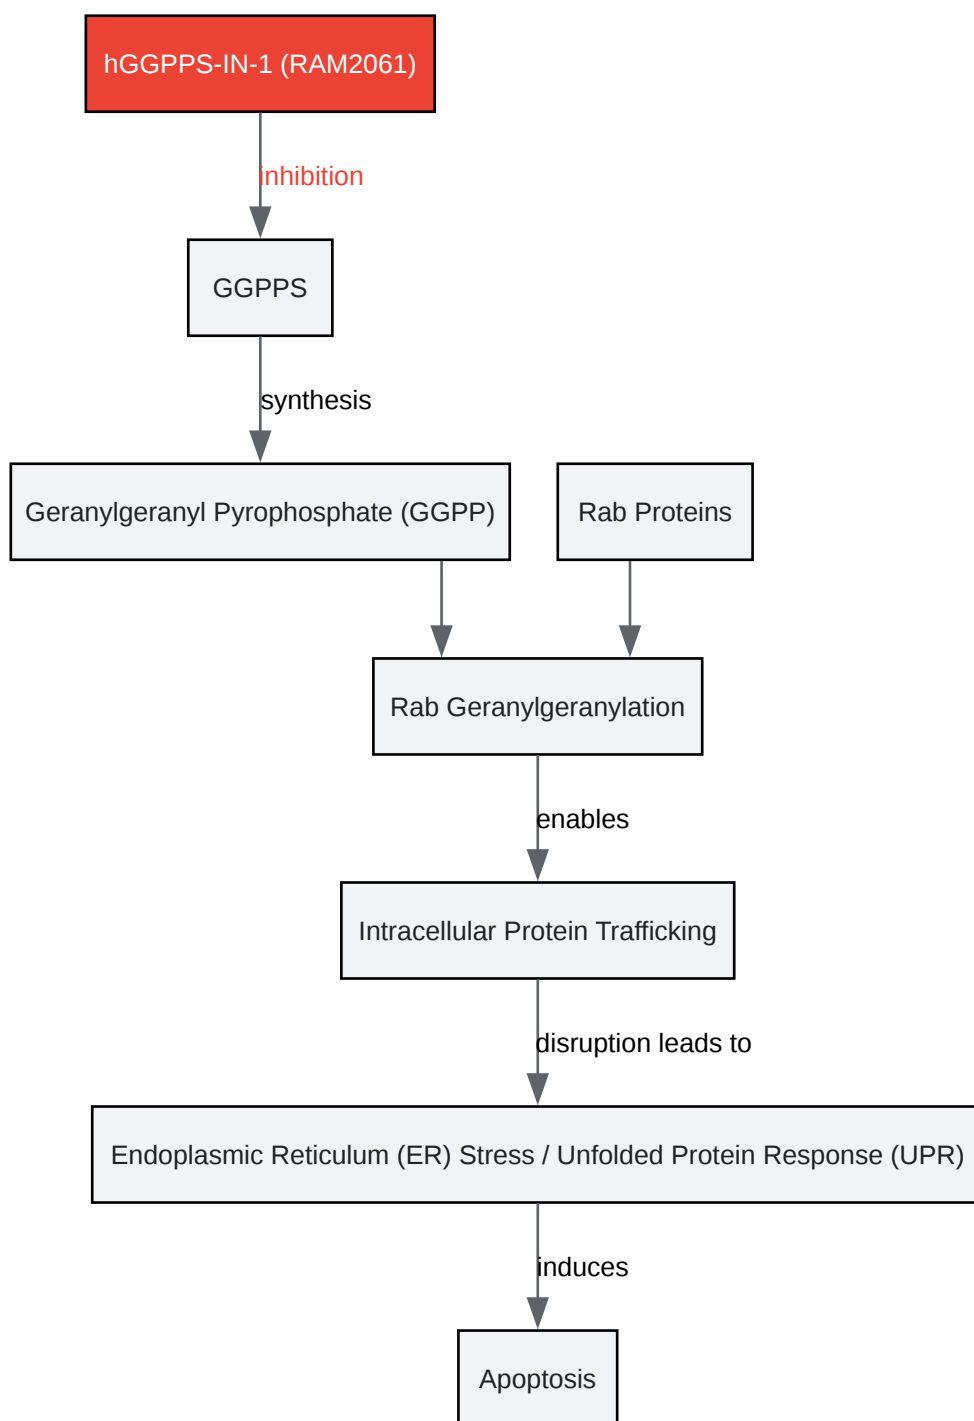 hGGPPS-IN-1 (RAM2061)
inhibition
GGPPS
synthesis
Geranylgeranyl Pyrophosphate (GGPP)
Rab Proteins
Rab Geranylgeranylation
enables
Intracellular Protein Trafficking
disruption leads to
Endoplasmic Reticulum (ER) Stress / Unfolded Protein Response (UPR)
induces
Apoptosis